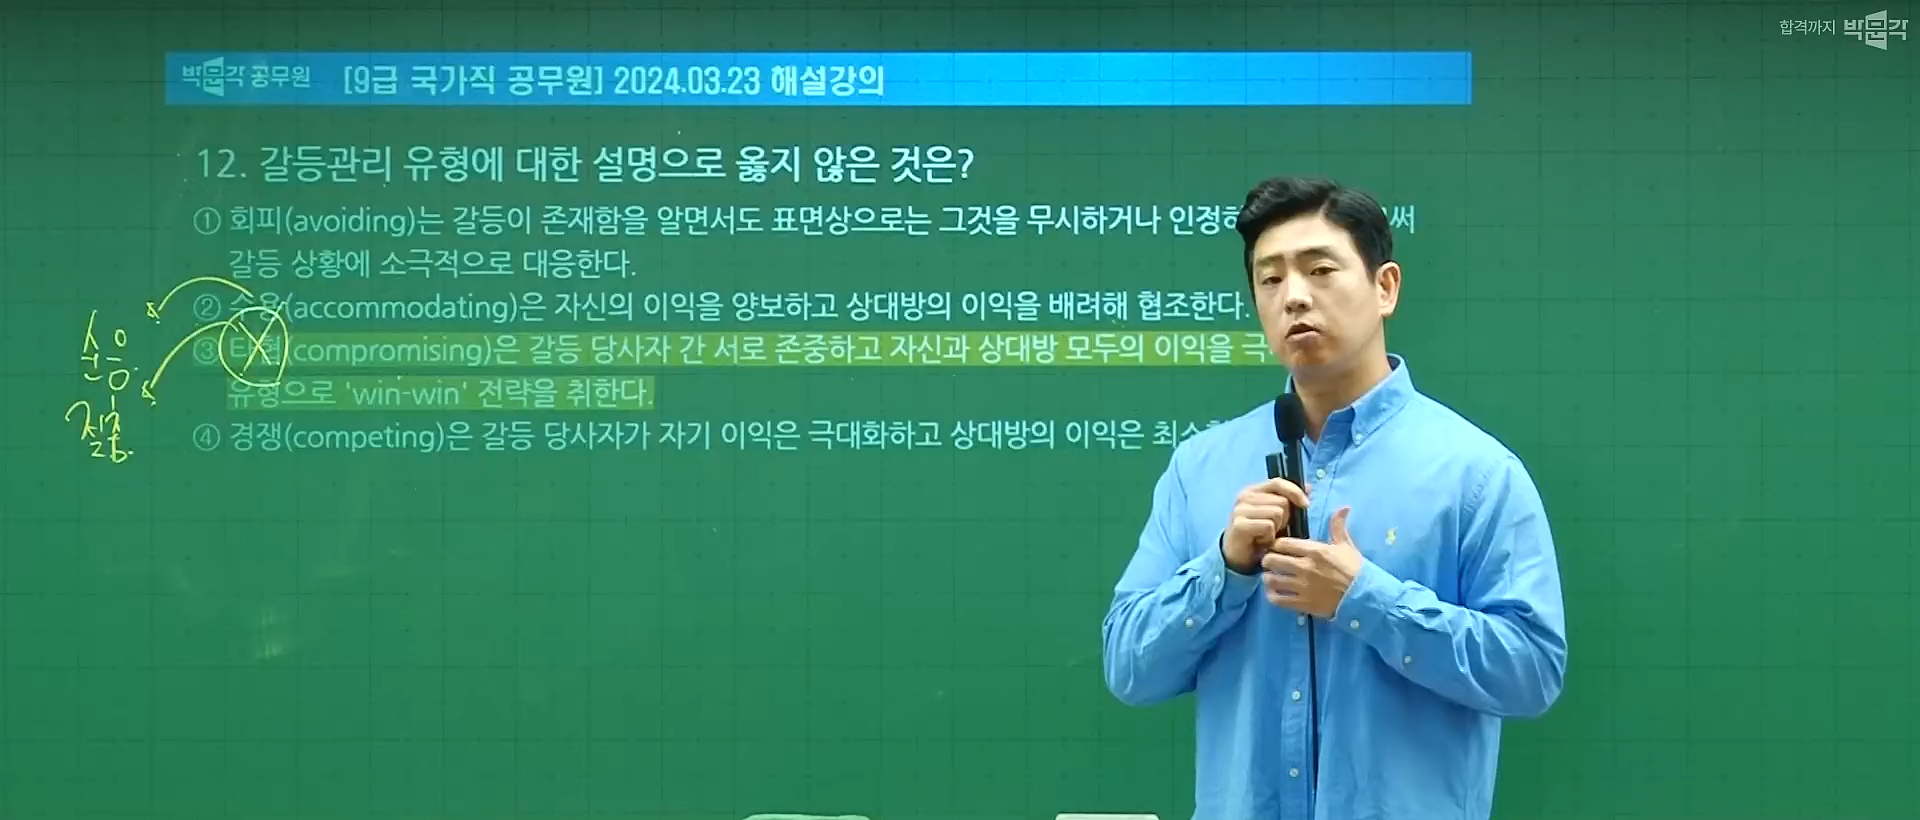 합격까지 박문각
박문각 공무원 [9급 국가직 공무원] 2024.03.23 해설강의
12. 갈등관리 유형에 대한 설명으로 옳지 않은 것은?
① 회피(avoiding)는 갈등이 존재함을 알면서도 표면상으로는 그것을 무시하거나 써
갈등 상황에 소극적으로 대응한다.
② 수용(accommodating)은 자신의 이익을 양보하고 상대방의 이익을 배려해 협조한다.
③ 타협(compromising)은 갈등 당사자 간 서로 존중하고 자신과 상대방 모두의 이익을
유형으로 'win-win' 전략을 취한다.
④ 경쟁(competing)은 갈등 당사자가 자기 이익은 극대화하고 상대방의 이익은